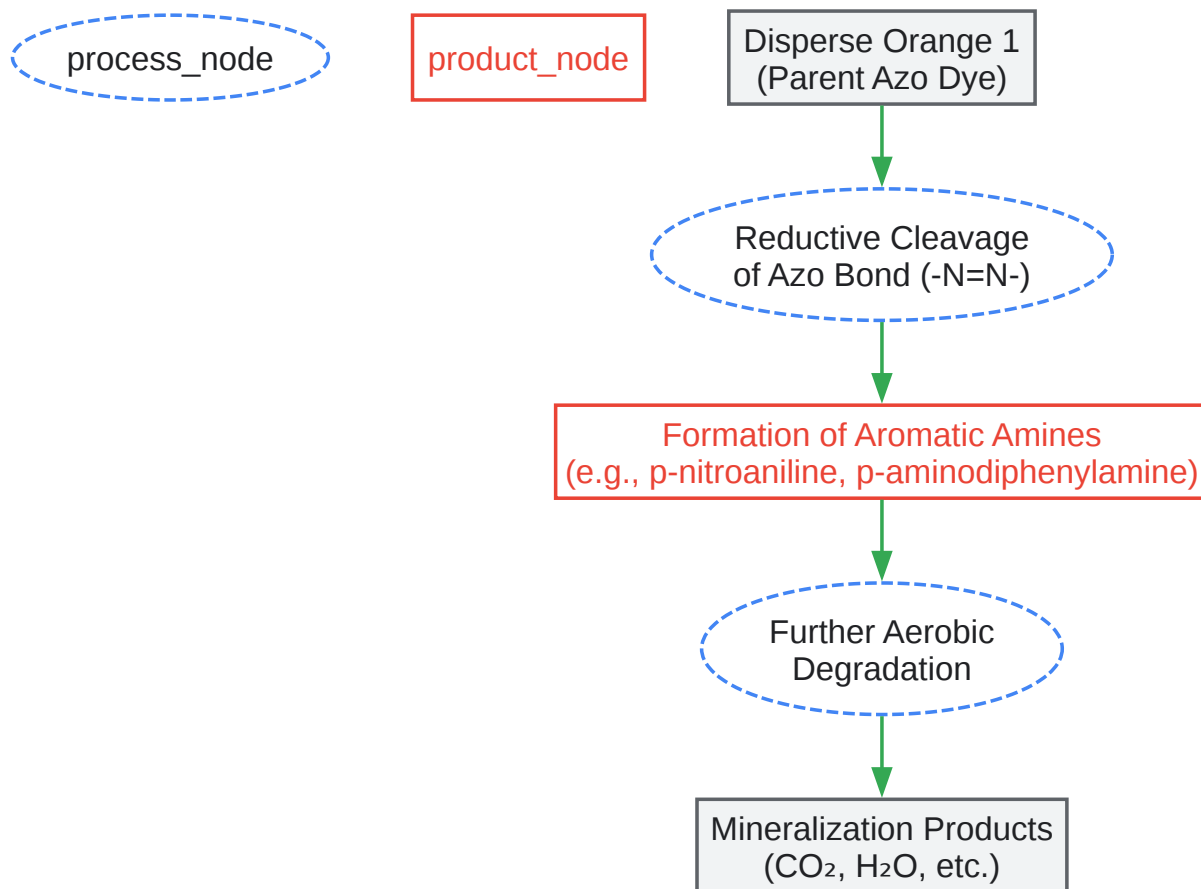 process_node
product_node
Disperse Orange 1
(Parent Azo Dye)
Reductive Cleavage
of Azo Bond (-N=N-)
Formation of Aromatic Amines
(e.g., p-nitroaniline, p-aminodiphenylamine)
Further Aerobic
Degradation
Mineralization Products
(CO₂, H₂O, etc.)